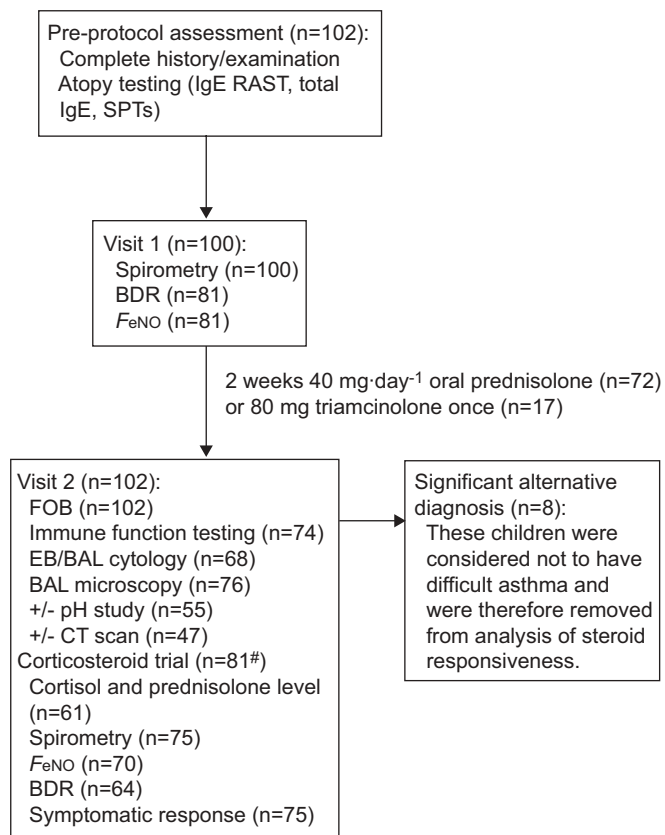 Pre-protocol assessment (n=102):
Complete history/examination
Atopy testing (IgE RAST, total
IgE, SPTs)
Visit 1 (n=100):
Spirometry (n=100)
BDR (n=81)
FeNO (n=81)
2 weeks 40 mg·day-1 oral prednisolone (n=72)
or 80 mg triamcinolone once (n=17)
Visit 2 (n=102):
FOB (n=102)
Immune function testing (n=74)
EB/BAL cytology (n=68)
BAL microscopy (n=76)
+/- pH study (n=55)
+/- CT scan (n=47)
Corticosteroid trial (n=81#)
Cortisol and prednisolone level
(n=61)
Spirometry (n=75)
FeNO (n=70)
BDR (n=64)
Symptomatic response (n=75)
Significant alternative
diagnosis (n=8):
These children were
considered not to have
difficult asthma and
were therefore removed
from analysis of steroid
responsiveness.